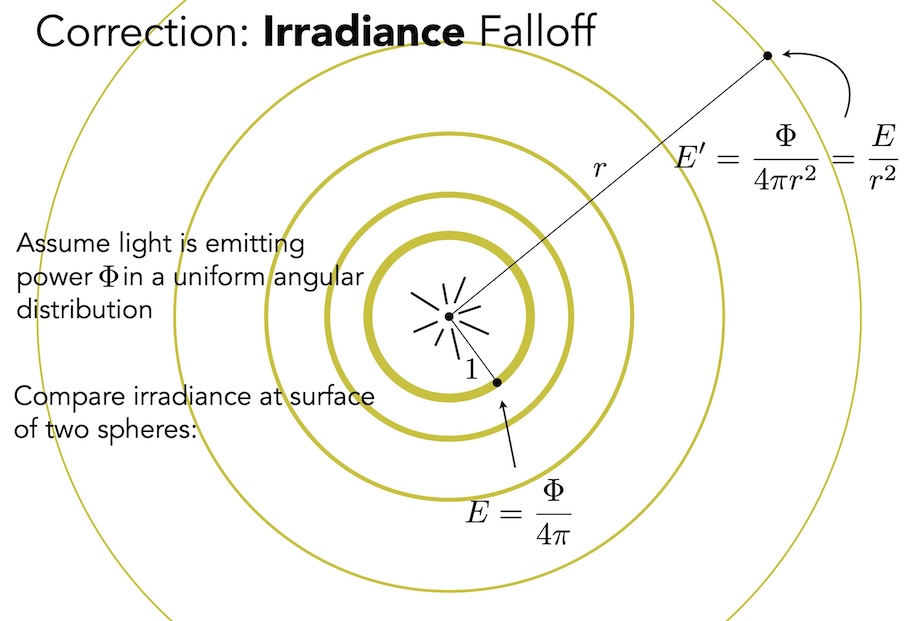 Correction: Irradiance Falloff
r
E′ = Φ/4πr² = E/r²
Assume light is emitting
power Φ in a uniform angular
distribution
1
Compare irradiance at surface
of two spheres:
E = Φ/4π